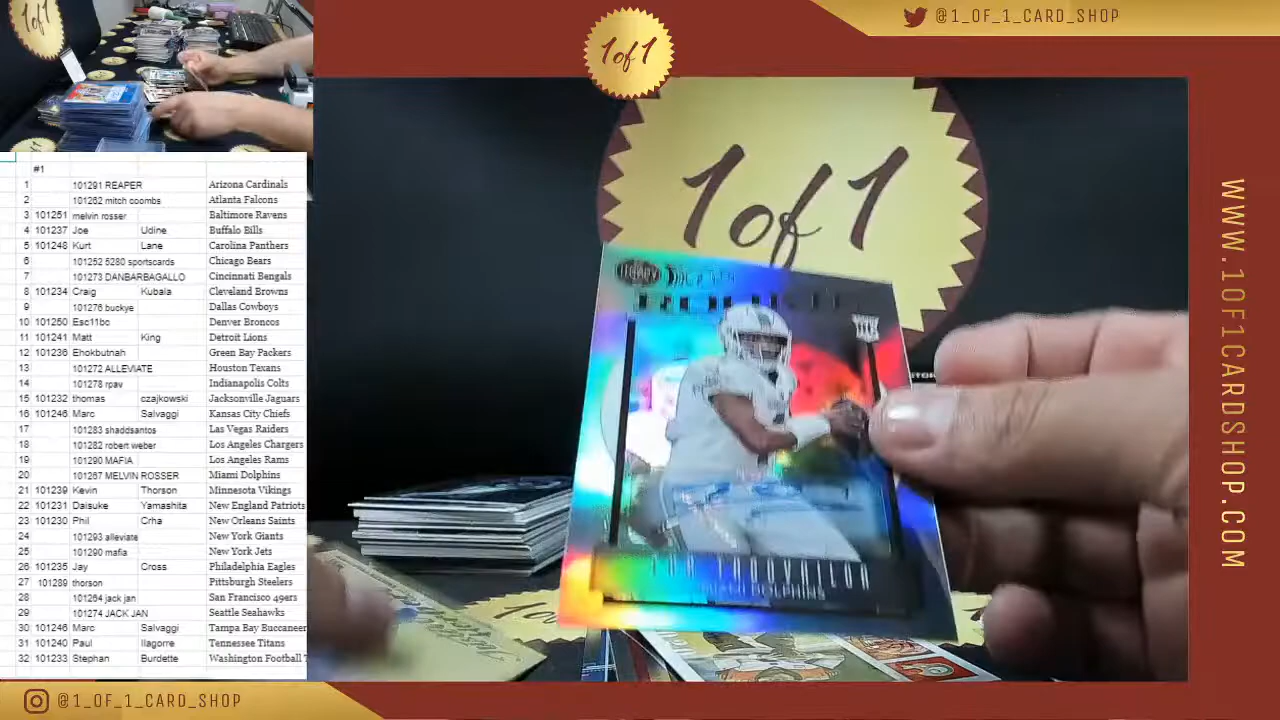 @1_OF_1_CARD_SHOP
1of1
1of1
1of1
WWW.1OF1CARDSHOP.COM
#1
1 101291 REAPER Arizona Cardinals
2 101262 mitch coombs Atlanta Falcons
3 101251 melvin rosser Baltimore Ravens
4 101237 Joe Udine Buffalo Bills
5 101248 Kurt Lane Carolina Panthers
6 101252 5280 sportscards Chicago Bears
7 101273 DANBARBAGALLO Cincinnati Bengals
8 101234 Craig Kubala Cleveland Browns
9 101276 buckye Dallas Cowboys
10 101250 Esc11bc Denver Broncos
11 101241 Matt King Detroit Lions
12 101236 Ehokbutnah Green Bay Packers
13 101272 ALLEVIATE Houston Texans
14 101278 rpav Indianapolis Colts
15 101232 thomas czajkowski Jacksonville Jaguars
16 101246 Marc Salvaggi Kansas City Chiefs
17 101283 shaddsantos Las Vegas Raiders
18 101282 robert weber Los Angeles Chargers
19 101290 MAFIA Los Angeles Rams
20 101267 MELVIN ROSSER Miami Dolphins
21 101239 Kevin Thorson Minnesota Vikings
22 101231 Daisuke Yamashita New England Patriots
23 101230 Phil Crha New Orleans Saints
24 101293 alleviate New York Giants
25 101290 mafia New York Jets
26 101235 Jay Cross Philadelphia Eagles
27 101289 thorson Pittsburgh Steelers
28 101264 jack jan San Francisco 49ers
29 101274 JACK JAN Seattle Seahawks
30 101246 Marc Salvaggi Tampa Bay Buccaneer
31 101240 Paul Ilagorre Tennessee Titans
32 101233 Stephan Burdette Washington Football T
LEGACY
TUA TAGOVAILOA
MIAMI DOLPHINS
@1_OF_1_CARD_SHOP